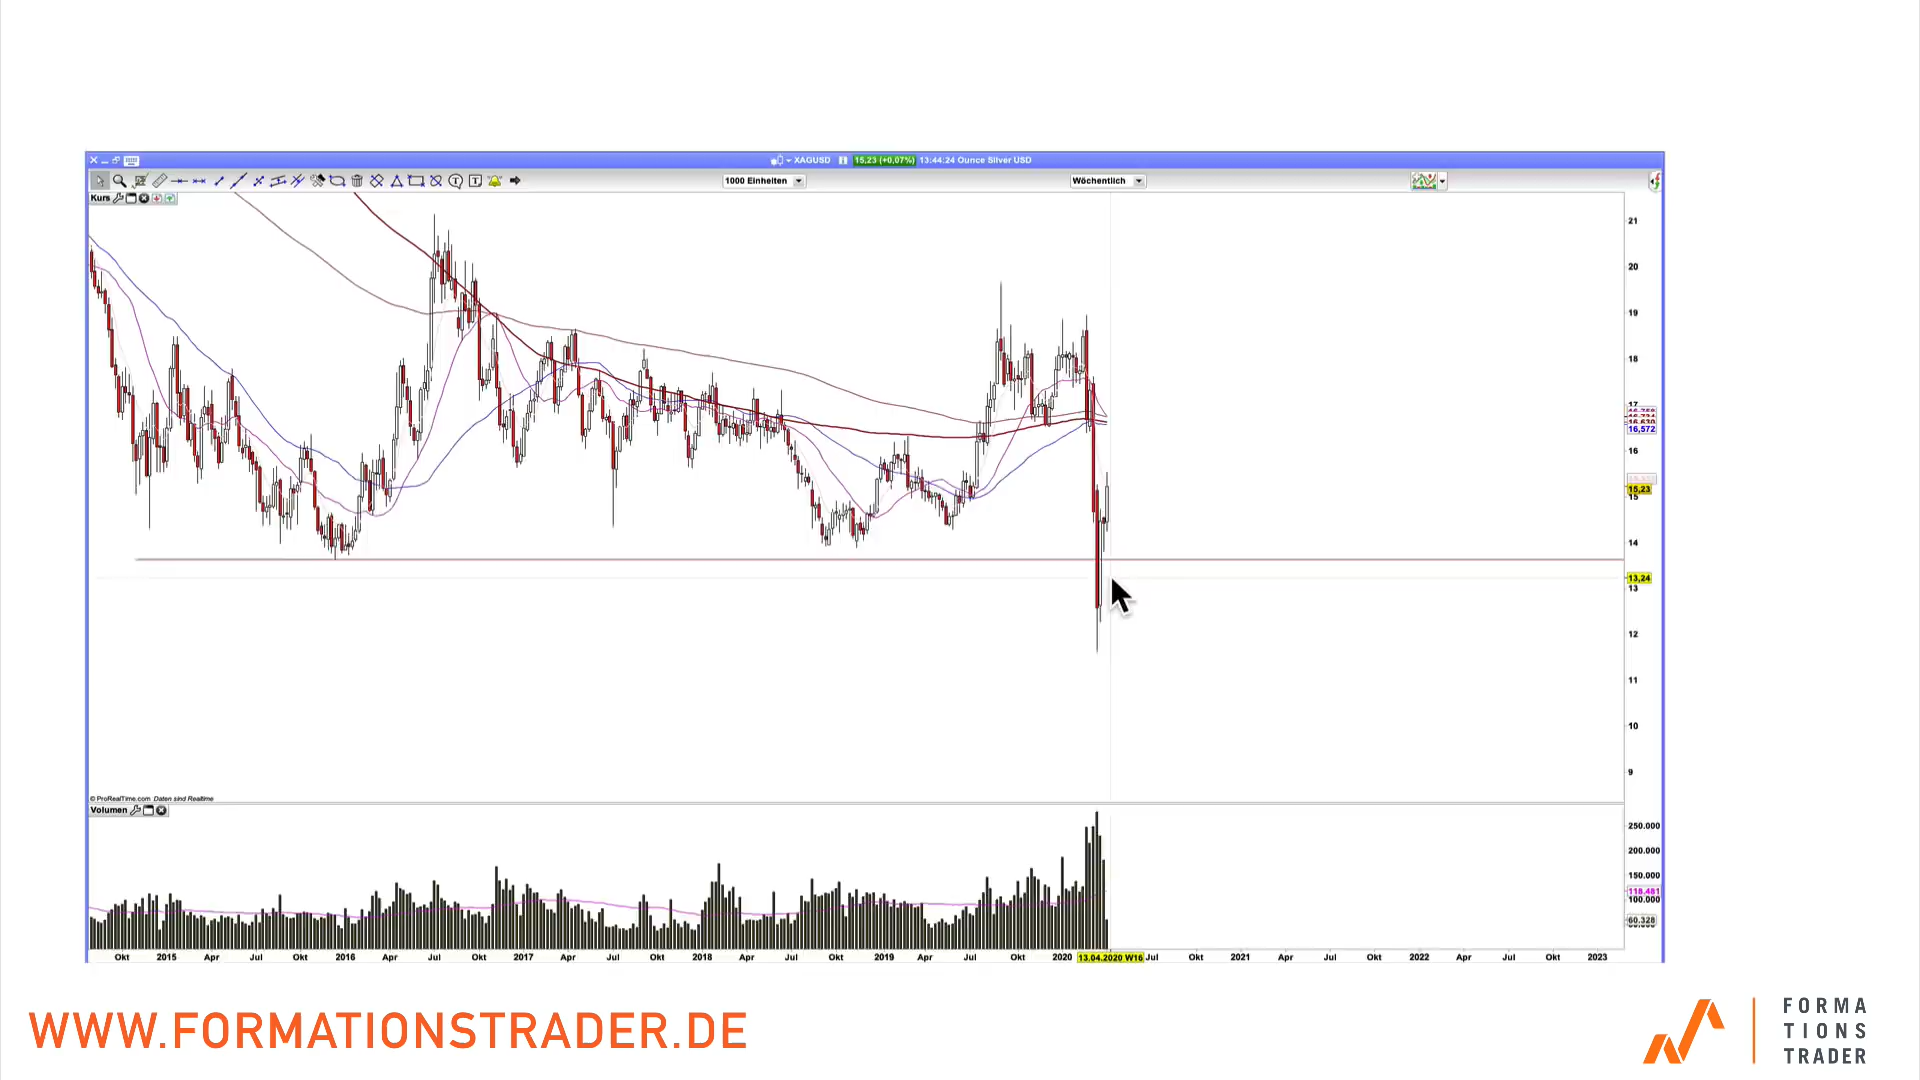 XAGUSD 15,23 (+0,07%) 13:44:24 Ounce Silver USD
1000 Einheiten Wöchentlich
Kurs
21
20
19
18
17
16,572
16
15,23
15
14
13,24
13
12
11
10
9
© ProRealTime.com Daten sind Realtime
Volumen
250.000
200.000
150.000
118.481
100.000
60.328
Okt 2015 Apr Jul Okt 2016 Apr Jul Okt 2017 Apr Jul Okt 2018 Apr Jul Okt 2019 Apr Jul Okt 2020 13.04.2020 W16 Jul Okt 2021 Apr Jul Okt 2022 Apr Jul Okt 2023
WWW.FORMATIONSTRADER.DE
FORMA
TIONS
TRADER